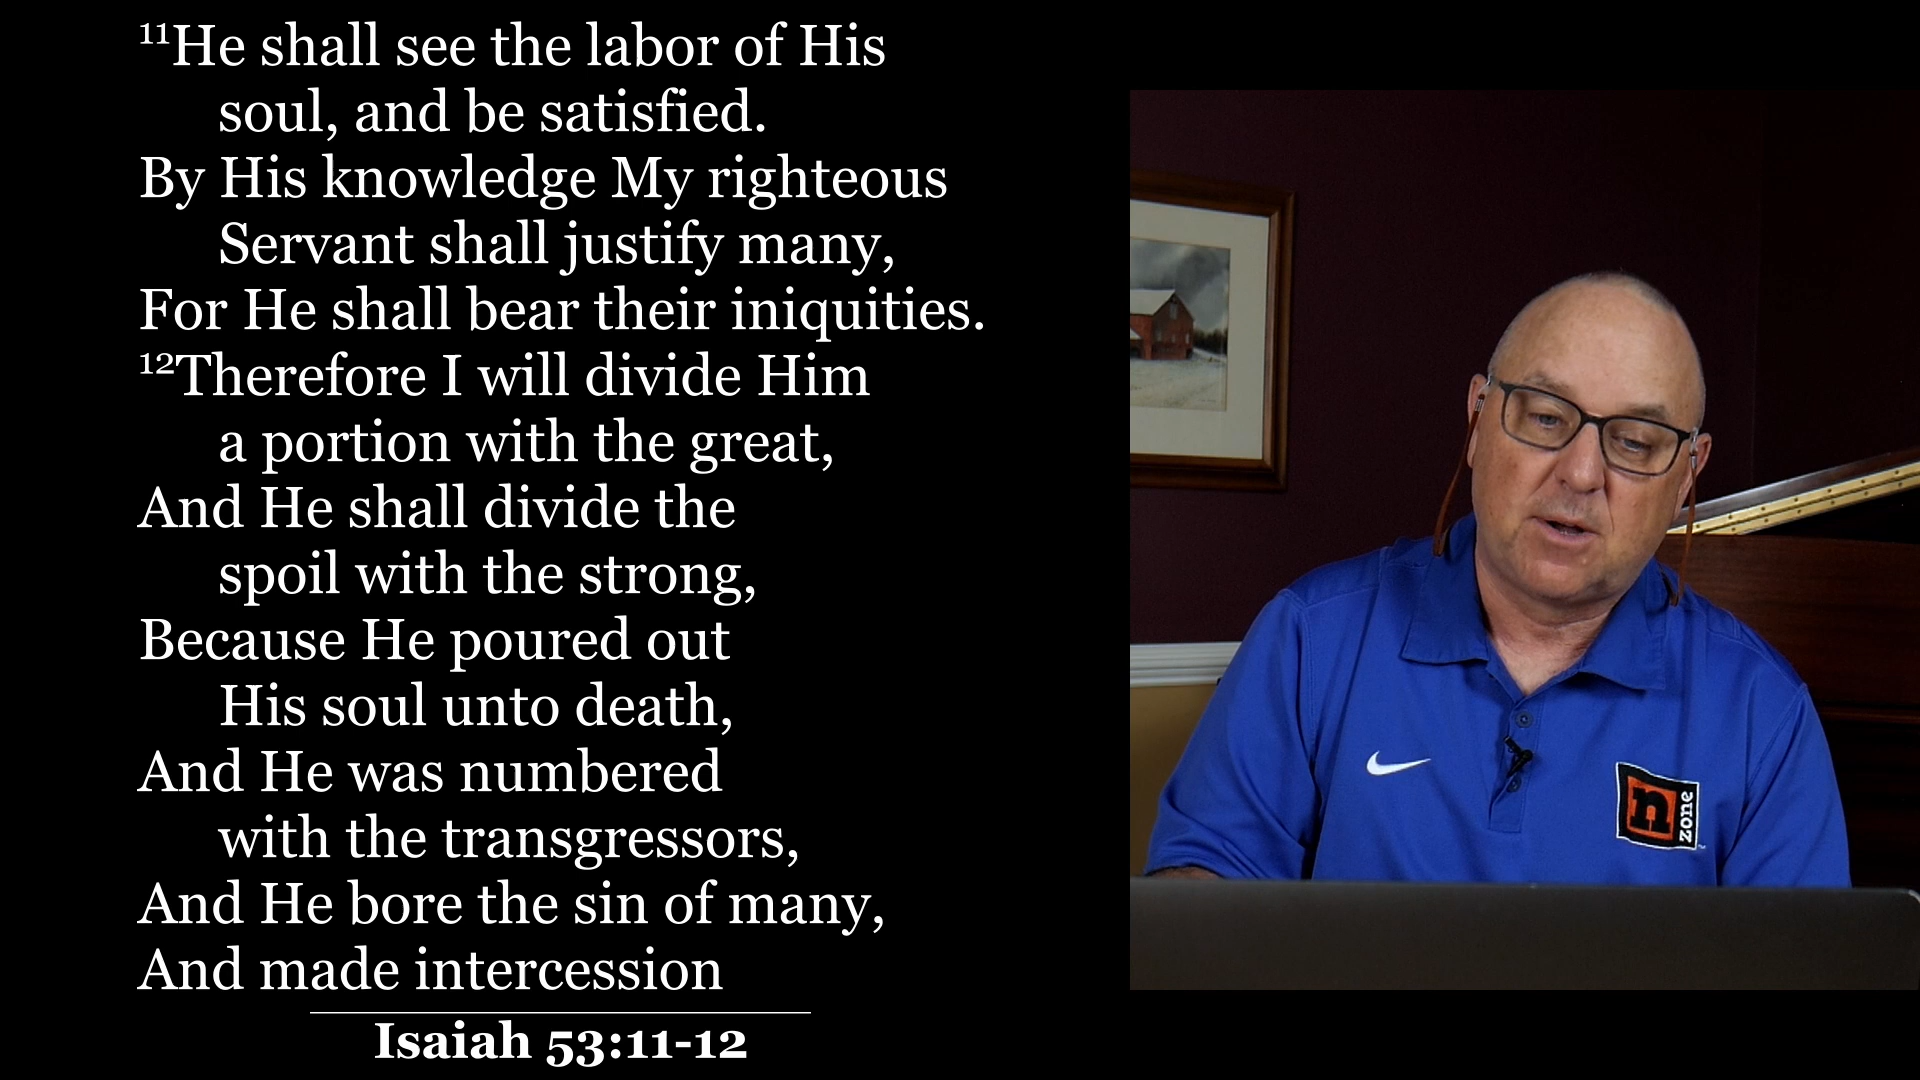 ¹¹He shall see the labor of His
soul, and be satisfied.
By His knowledge My righteous
Servant shall justify many,
For He shall bear their iniquities.
¹²Therefore I will divide Him
a portion with the great,
And He shall divide the
spoil with the strong,
Because He poured out
His soul unto death,
And He was numbered
with the transgressors,
And He bore the sin of many,
And made intercession
Isaiah 53:11-12
n
zone